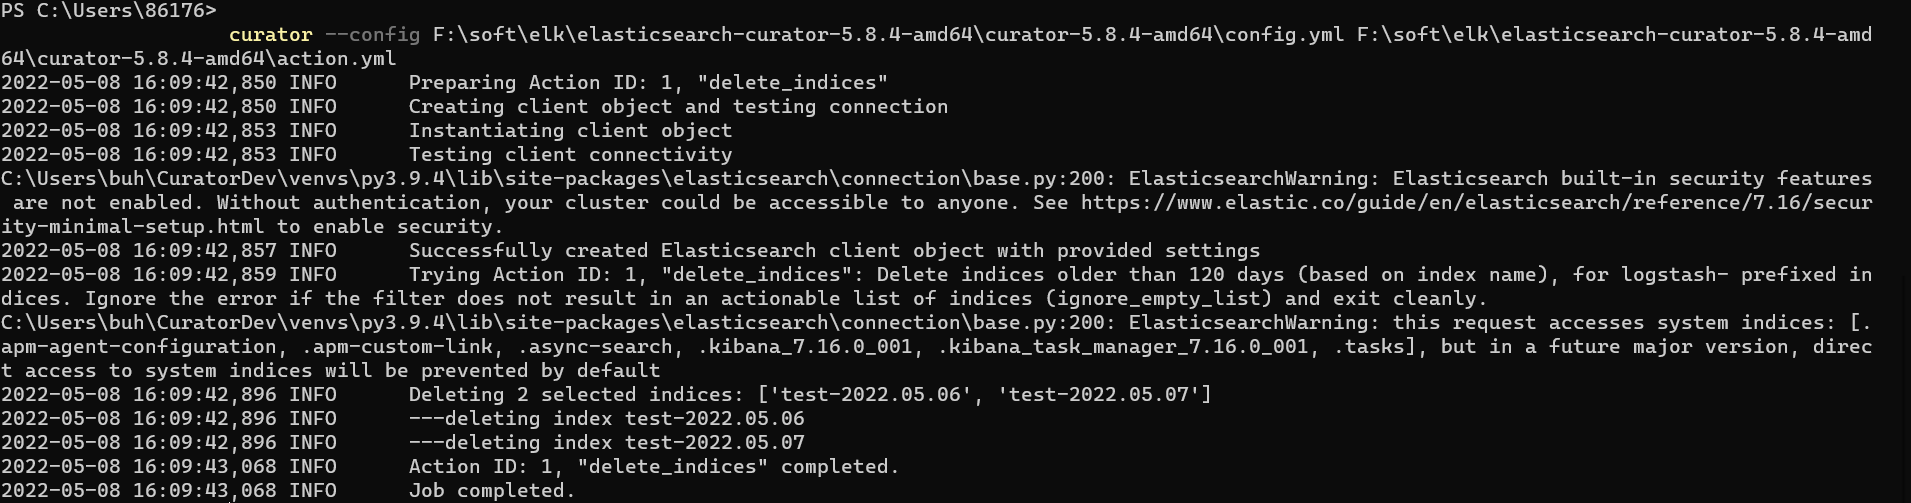 PS C:\Users\86176>
curator --config F:\soft\elk\elasticsearch-curator-5.8.4-amd64\curator-5.8.4-amd64\config.yml F:\soft\elk\elasticsearch-curator-5.8.4-amd
64\curator-5.8.4-amd64\action.yml
2022-05-08 16:09:42,850 INFO      Preparing Action ID: 1, "delete_indices"
2022-05-08 16:09:42,850 INFO      Creating client object and testing connection
2022-05-08 16:09:42,853 INFO      Instantiating client object
2022-05-08 16:09:42,853 INFO      Testing client connectivity
C:\Users\buh\CuratorDev\venvs\py3.9.4\lib\site-packages\elasticsearch\connection\base.py:200: ElasticsearchWarning: Elasticsearch built-in security features
 are not enabled. Without authentication, your cluster could be accessible to anyone. See https://www.elastic.co/guide/en/elasticsearch/reference/7.16/secur
ity-minimal-setup.html to enable security.
2022-05-08 16:09:42,857 INFO      Successfully created Elasticsearch client object with provided settings
2022-05-08 16:09:42,859 INFO      Trying Action ID: 1, "delete_indices": Delete indices older than 120 days (based on index name), for logstash- prefixed in
dices. Ignore the error if the filter does not result in an actionable list of indices (ignore_empty_list) and exit cleanly.
C:\Users\buh\CuratorDev\venvs\py3.9.4\lib\site-packages\elasticsearch\connection\base.py:200: ElasticsearchWarning: this request accesses system indices: [.
apm-agent-configuration, .apm-custom-link, .async-search, .kibana_7.16.0_001, .kibana_task_manager_7.16.0_001, .tasks], but in a future major version, direc
t access to system indices will be prevented by default
2022-05-08 16:09:42,896 INFO      Deleting 2 selected indices: ['test-2022.05.06', 'test-2022.05.07']
2022-05-08 16:09:42,896 INFO      ---deleting index test-2022.05.06
2022-05-08 16:09:42,896 INFO      ---deleting index test-2022.05.07
2022-05-08 16:09:43,068 INFO      Action ID: 1, "delete_indices" completed.
2022-05-08 16:09:43,068 INFO      Job completed.